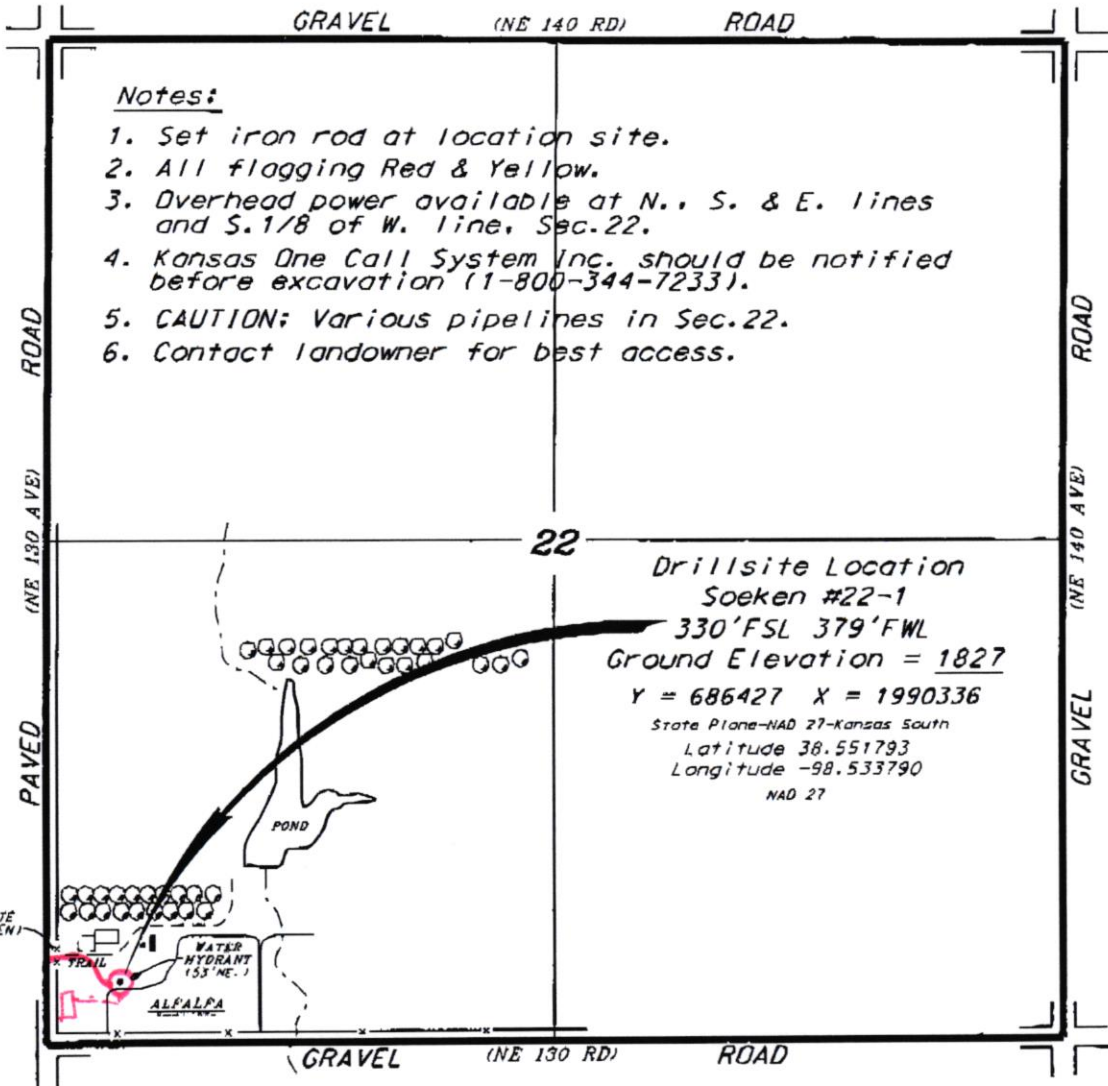 GRAVEL (NE 140 RD) ROAD
Notes:
1. Set iron rod at location site.
2. All flagging Red & Yellow.
3. Overhead power available at N., S. & E. lines
and S.1/8 of W. line, Sec.22.
4. Kansas One Call System Inc. should be notified
before excavation (1-800-344-7233).
5. CAUTION: Various pipelines in Sec.22.
6. Contact landowner for best access.
PAVED (NE 130 AVE) ROAD
GRAVEL (NE 140 AVE) ROAD
22
Drillsite Location
Soeken #22-1
330'FSL 379'FWL
Ground Elevation = 1827
Y = 686427 X = 1990336
State Plane-NAD 27-Kansas South
Latitude 38.551793
Longitude -98.533790
NAD 27
POND
TRAIL
WATER
HYDRANT
(53'NE.)
ALFALFA
GRAVEL (NE 130 RD) ROAD